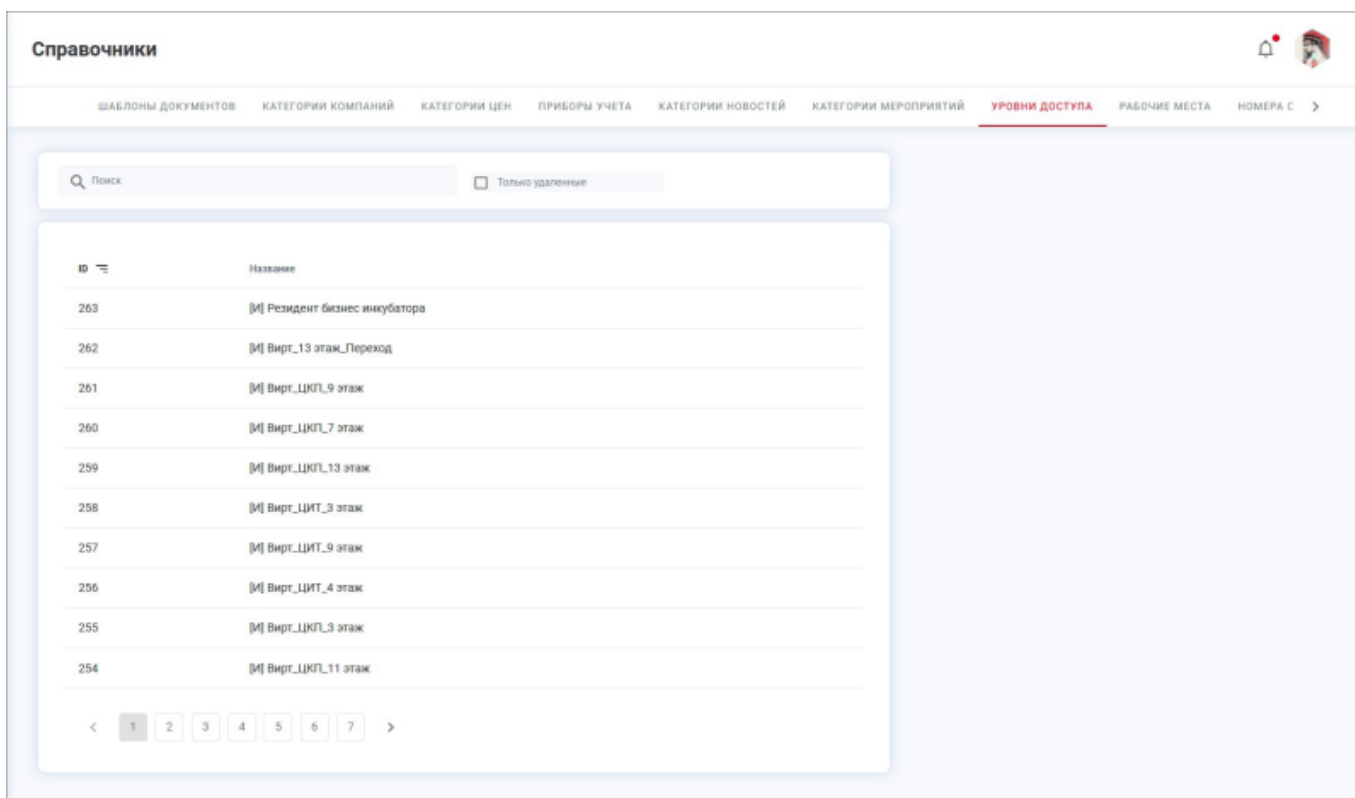 Справочники
ШАБЛОНЫ ДОКУМЕНТОВ КАТЕГОРИИ КОМПАНИЙ КАТЕГОРИИ ЦЕН ПРИБОРЫ УЧЕТА КАТЕГОРИИ НОВОСТЕЙ КАТЕГОРИИ МЕРОПРИЯТИЙ УРОВНИ ДОСТУПА РАБОЧИЕ МЕСТА НОМЕРА С
Поиск Только удаленные
ID Название
263 [И] Резидент бизнес инкубатора
262 [И] Вирт_13 этаж_Переход
261 [И] Вирт_ЦКП_9 этаж
260 [И] Вирт_ЦКП_7 этаж
259 [И] Вирт_ЦКП_13 этаж
258 [И] Вирт_ЦИТ_3 этаж
257 [И] Вирт_ЦИТ_9 этаж
256 [И] Вирт_ЦИТ_4 этаж
255 [И] Вирт_ЦКП_3 этаж
254 [И] Вирт_ЦКП_11 этаж
< 1 2 3 4 5 6 7 >